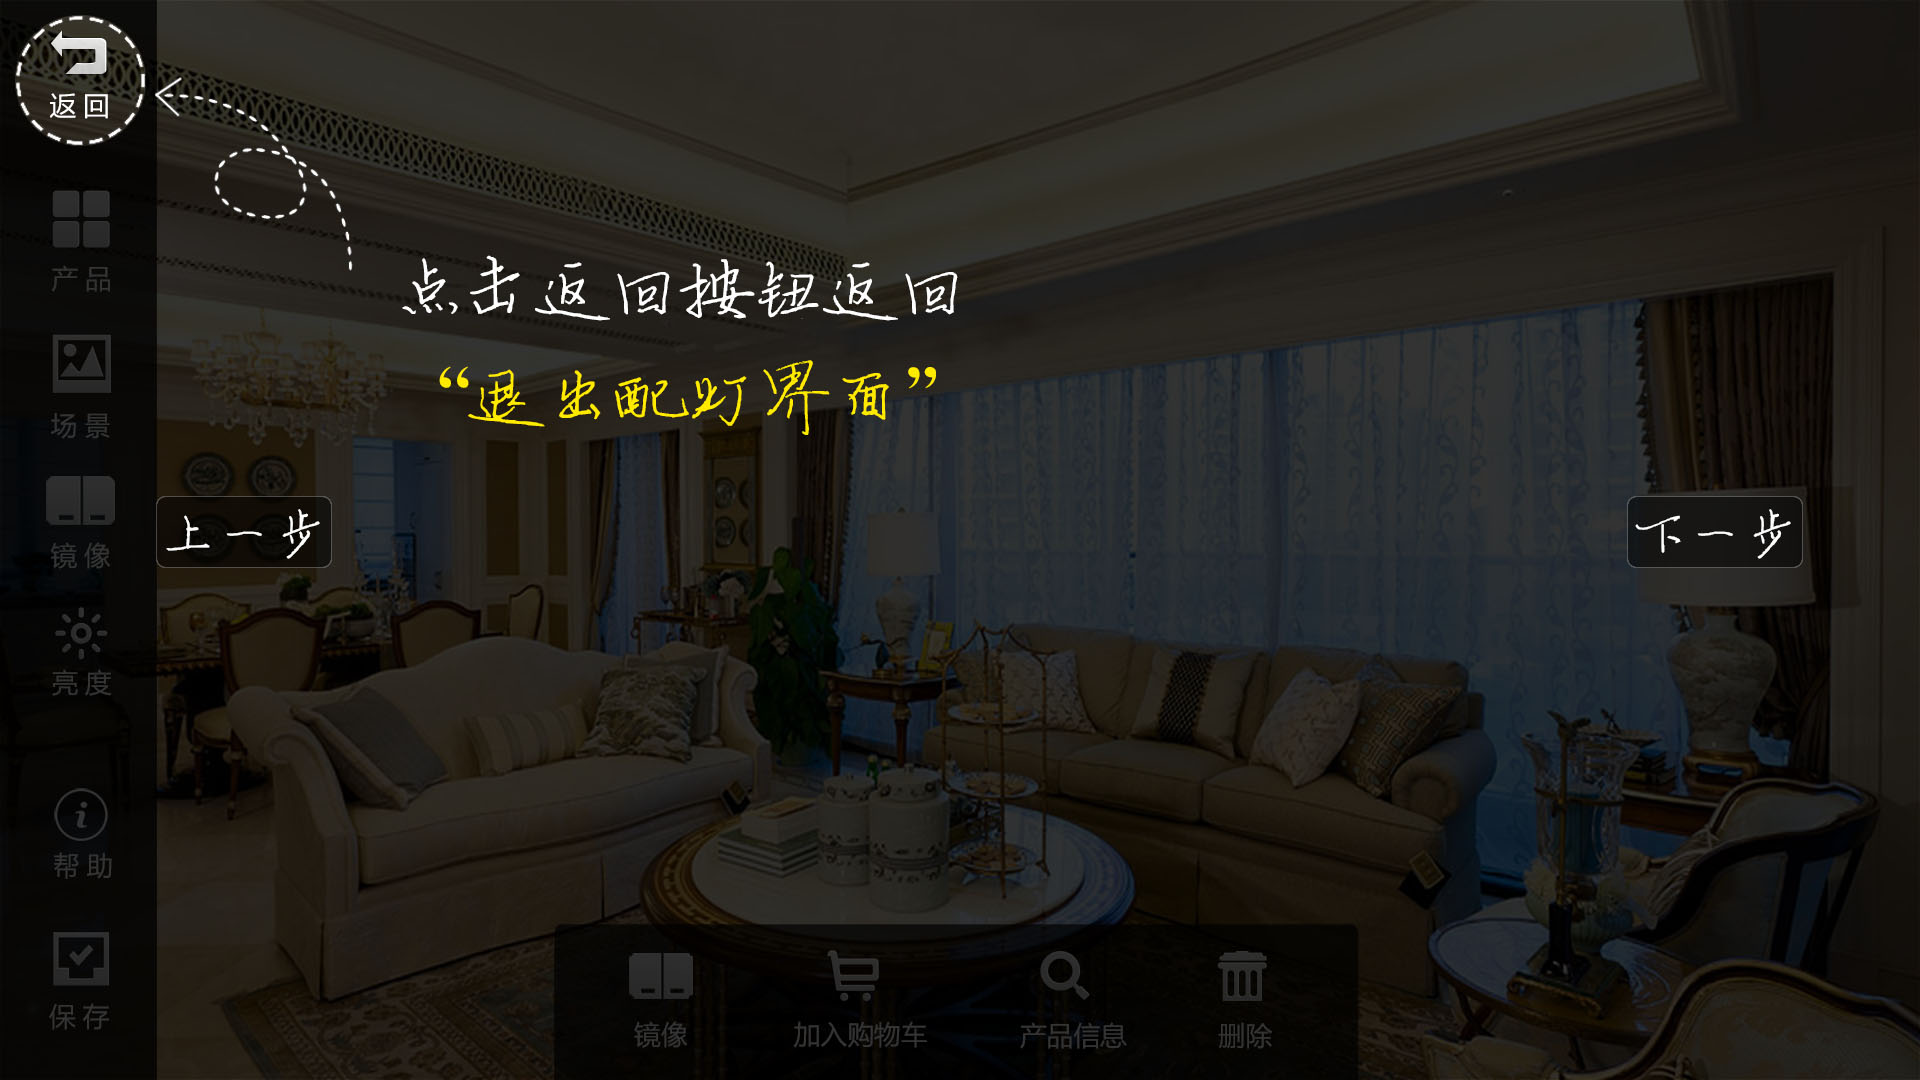 返回
产品
场景
镜像
亮度
帮助
保存
点击返回按钮返回
“退出配灯界面”
上一步
下一步
镜像
加入购物车
产品信息
删除